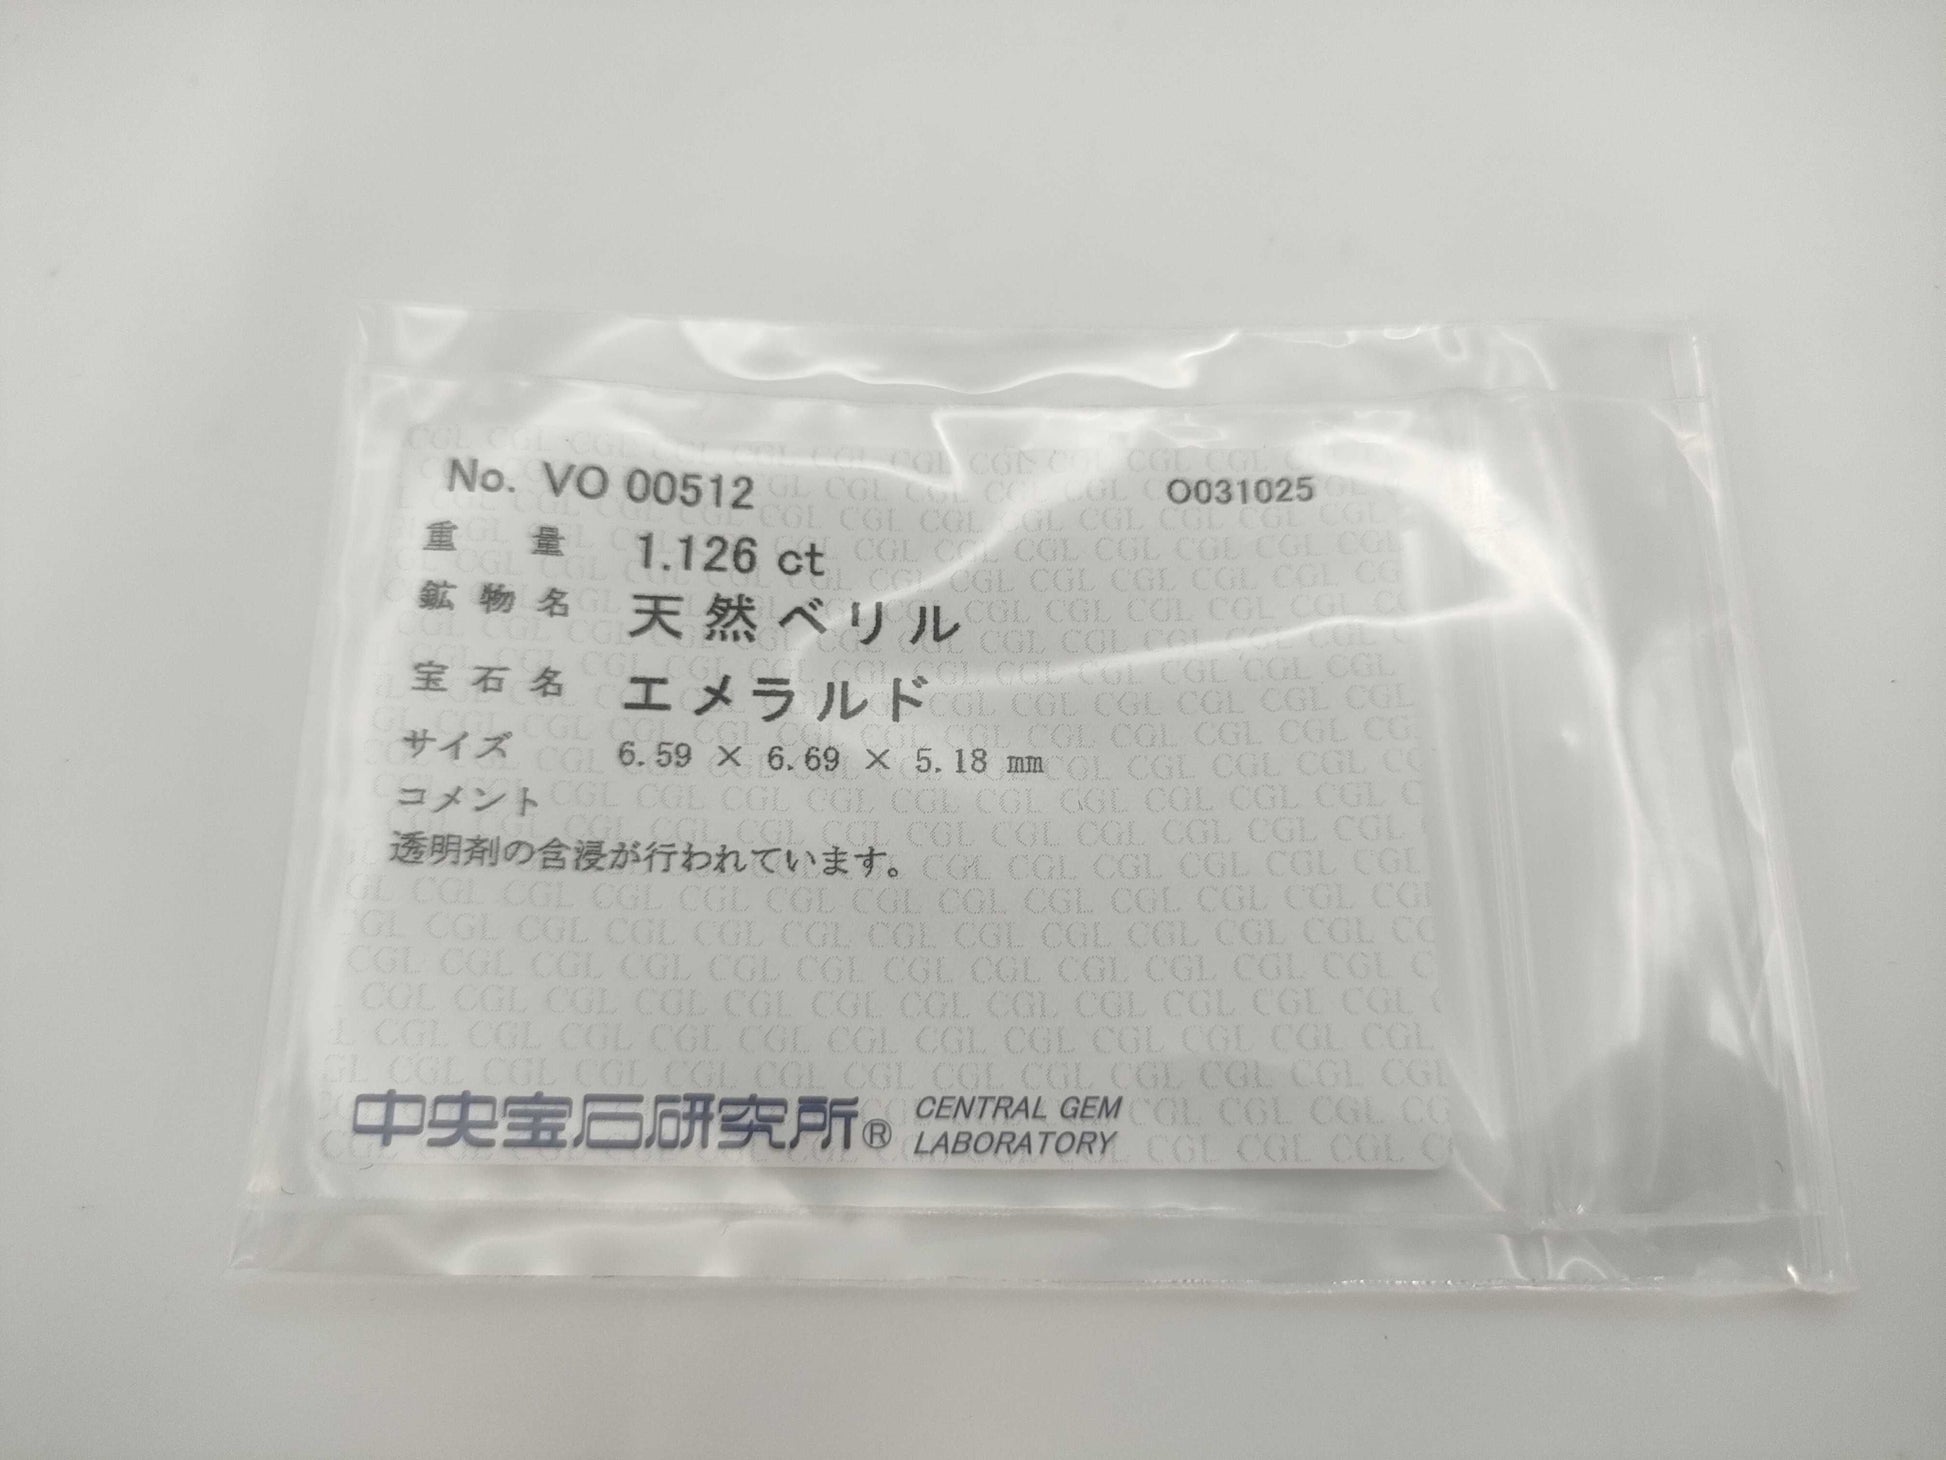 No. VO 00512 O031025
重量 1.126 ct
鉱物名 天然ベリル
宝石名 エメラルド
サイズ 6.59 × 6.69 × 5.18 mm
コメント
透明剤の含浸が行われています。
中央宝石研究所® CENTRAL GEM
LABORATORY